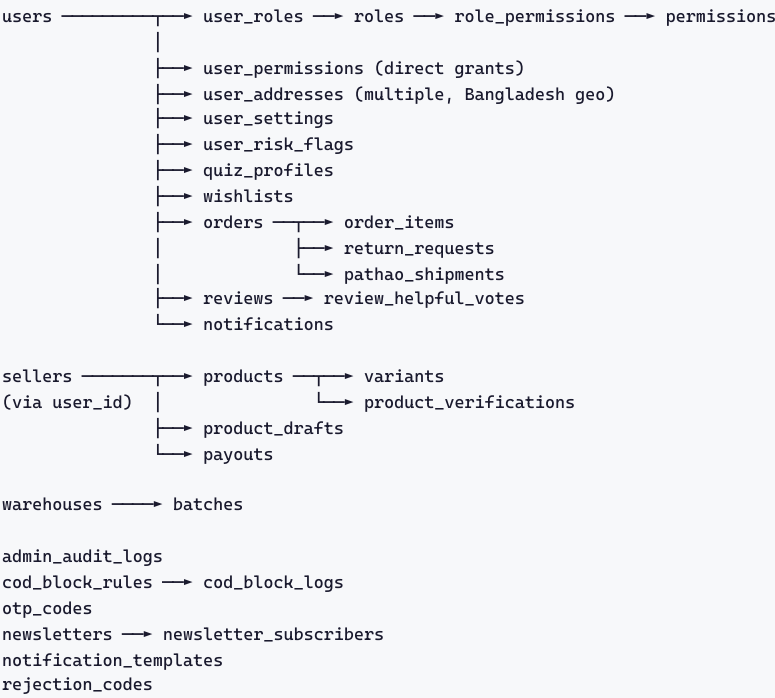 users ─────────┬──► user_roles ──► roles ──► role_permissions ──► permissions
               │
               ├──► user_permissions (direct grants)
               ├──► user_addresses (multiple, Bangladesh geo)
               ├──► user_settings
               ├──► user_risk_flags
               ├──► quiz_profiles
               ├──► wishlists
               ├──► orders ──┬──► order_items
               │             ├──► return_requests
               │             └──► pathao_shipments
               ├──► reviews ──► review_helpful_votes
               └──► notifications

sellers ───────┬──► products ──┬──► variants
(via user_id)  │               └──► product_verifications
               ├──► product_drafts
               └──► payouts

warehouses ────► batches

admin_audit_logs
cod_block_rules ──► cod_block_logs
otp_codes
newsletters ──► newsletter_subscribers
notification_templates
rejection_codes